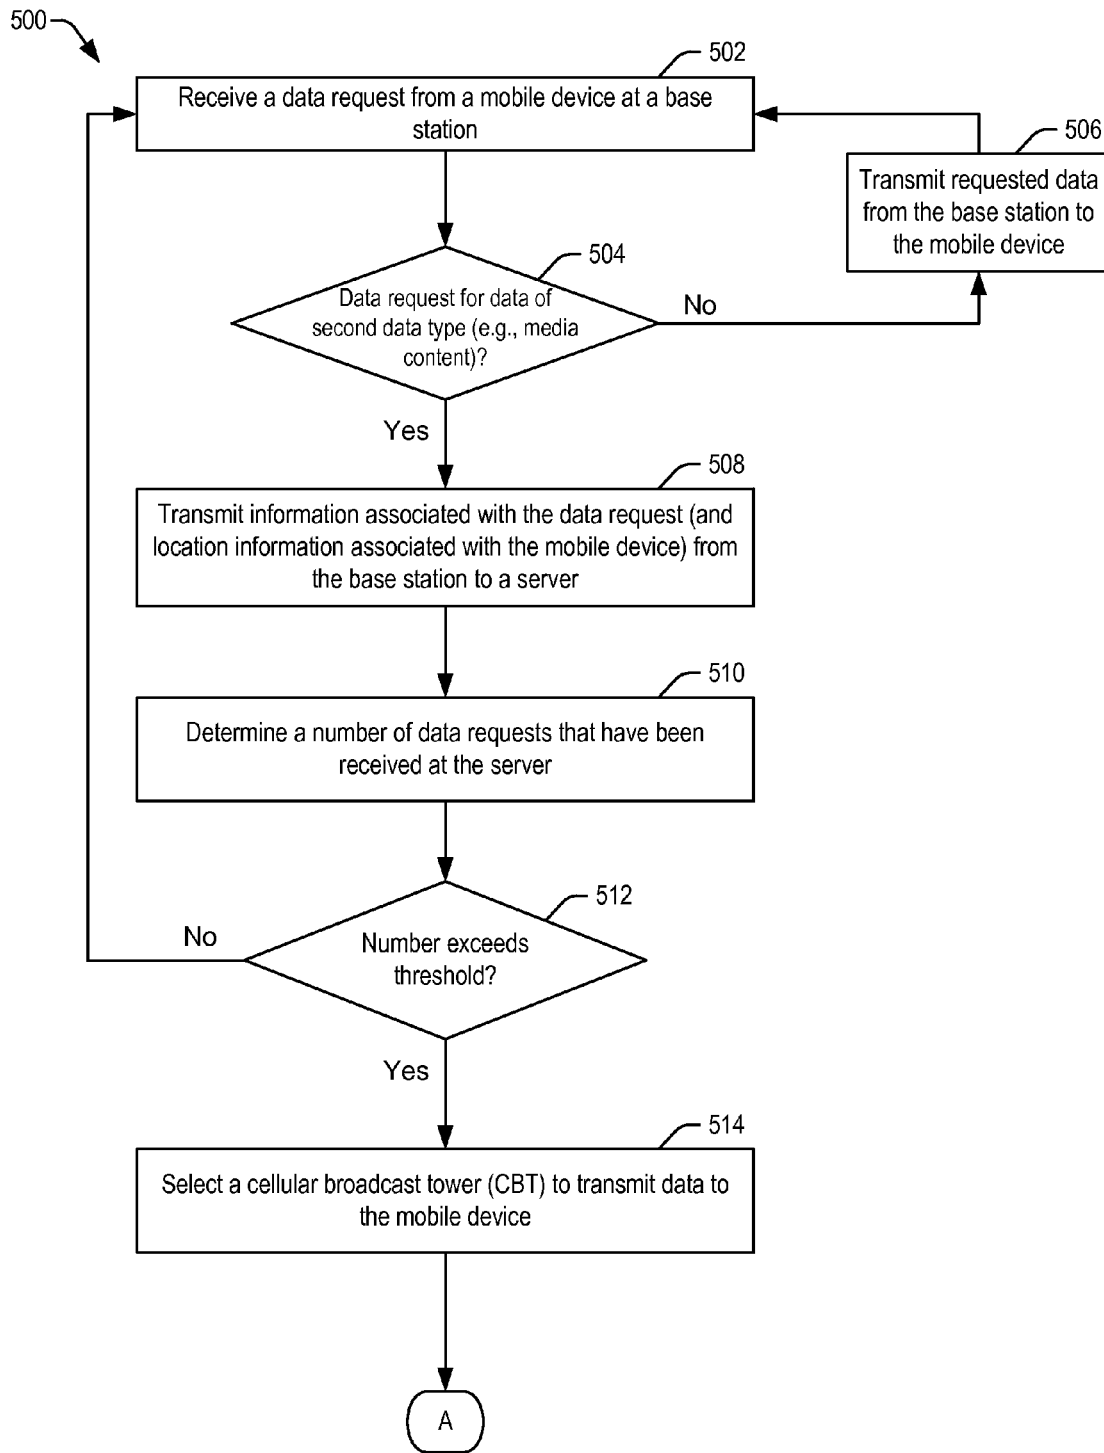 500
502
Receive a data request from a mobile device at a base
station
506
Transmit requested data
from the base station to
the mobile device
504
Data request for data of
second data type (e.g., media
content)?
No
Yes
508
Transmit information associated with the data request (and
location information associated with the mobile device) from
the base station to a server
510
Determine a number of data requests that have been
received at the server
512
Number exceeds
threshold?
No
Yes
514
Select a cellular broadcast tower (CBT) to transmit data to
the mobile device
A